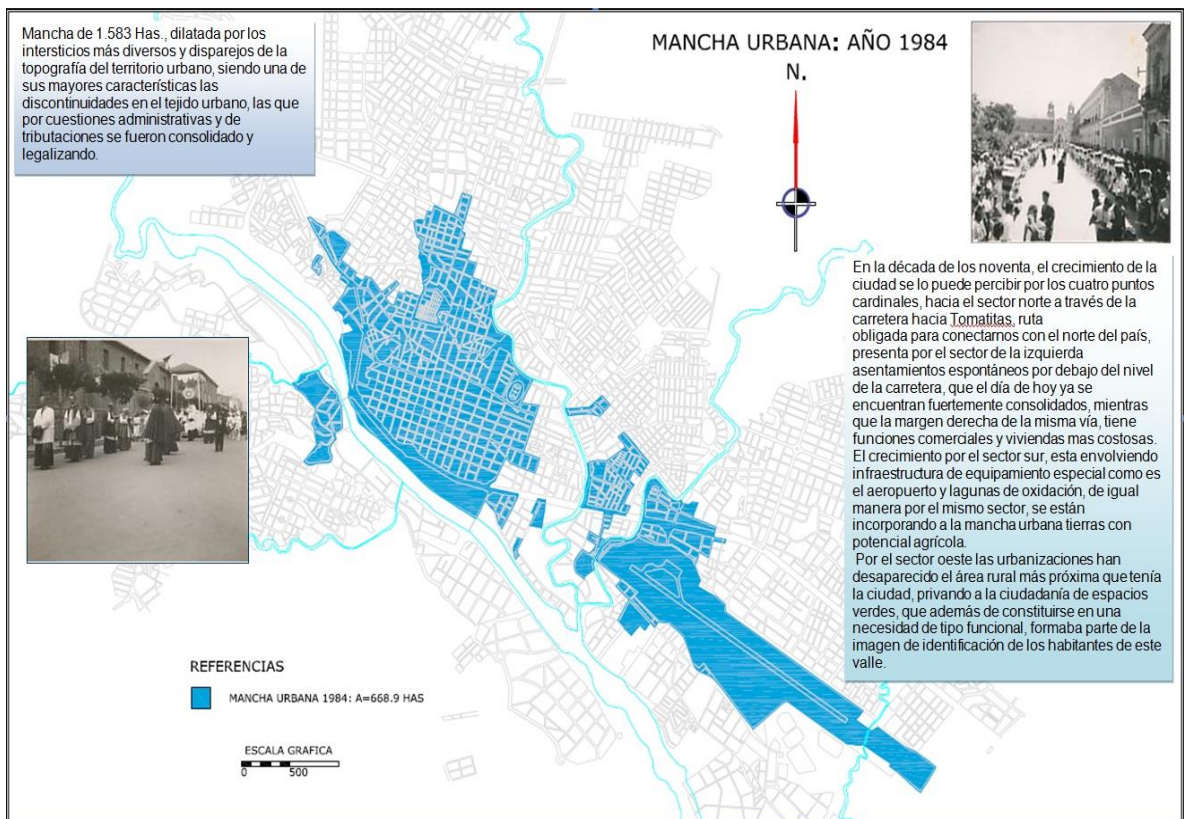 Mancha de 1.583 Has., dilatada por los
intersticios más diversos y disparejos de la
topografía del territorio urbano, siendo una de
sus mayores características las
discontinuidades en el tejido urbano, las que
por cuestiones administrativas y de
tributaciones se fueron consolidado y
legalizando.
MANCHA URBANA: AÑO 1984
N.
En la década de los noventa, el crecimiento de la
ciudad se lo puede percibir por los cuatro puntos
cardinales, hacia el sector norte a través de la
carretera hacia Tomatitas, ruta
obligada para conectarnos con el norte del país,
presenta por el sector de la izquierda
asentamientos espontáneos por debajo del nivel
de la carretera, que el día de hoy ya se
encuentran fuertemente consolidados, mientras
que la margen derecha de la misma vía, tiene
funciones comerciales y viviendas mas costosas.
El crecimiento por el sector sur, esta envolviendo
infraestructura de equipamiento especial como es
el aeropuerto y lagunas de oxidación, de igual
manera por el mismo sector, se están
incorporando a la mancha urbana tierras con
potencial agrícola.
Por el sector oeste las urbanizaciones han
desaparecido el área rural más próxima que tenía
la ciudad, privando a la ciudadanía de espacios
verdes, que además de constituirse en una
necesidad de tipo funcional, formaba parte de la
imagen de identificación de los habitantes de este
valle.
REFERENCIAS
MANCHA URBANA 1984: A=668.9 HAS
ESCALA GRAFICA
0 500